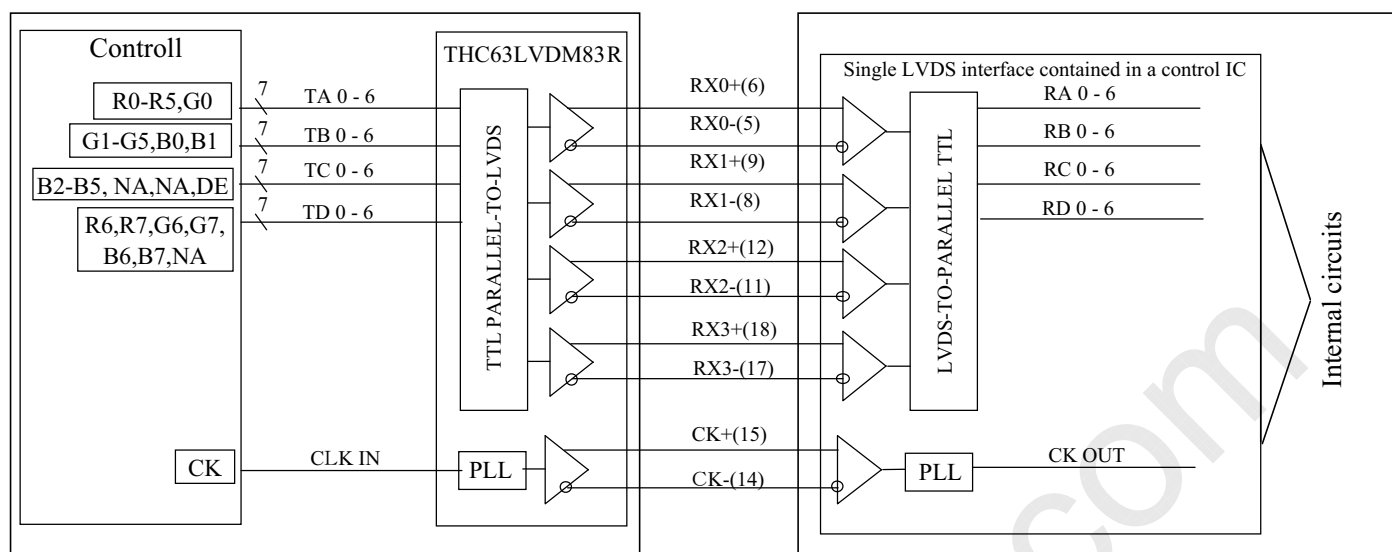 Controll
R0-R5,G0
G1-G5,B0,B1
B2-B5, NA,NA,DE
R6,R7,G6,G7,
B6,B7,NA
CK
7
TA 0 - 6
7
TB 0 - 6
7
TC 0 - 6
7
TD 0 - 6
CLK IN
THC63LVDM83R
TTL PARALLEL-TO-LVDS
PLL
RX0+(6)
RX0-(5)
RX1+(9)
RX1-(8)
RX2+(12)
RX2-(11)
RX3+(18)
RX3-(17)
CK+(15)
CK-(14)
Single LVDS interface contained in a control IC
LVDS-TO-PARALLEL TTL
PLL
RA 0 - 6
RB 0 - 6
RC 0 - 6
RD 0 - 6
CK OUT
Internal circuits
com